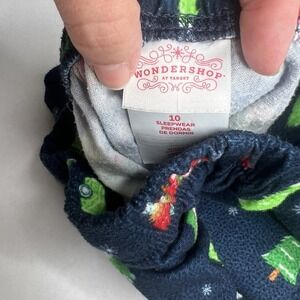 WONDERSHOP
AT TARGET
10
SLEEPWEAR
PRENDAS
DE DORMIR